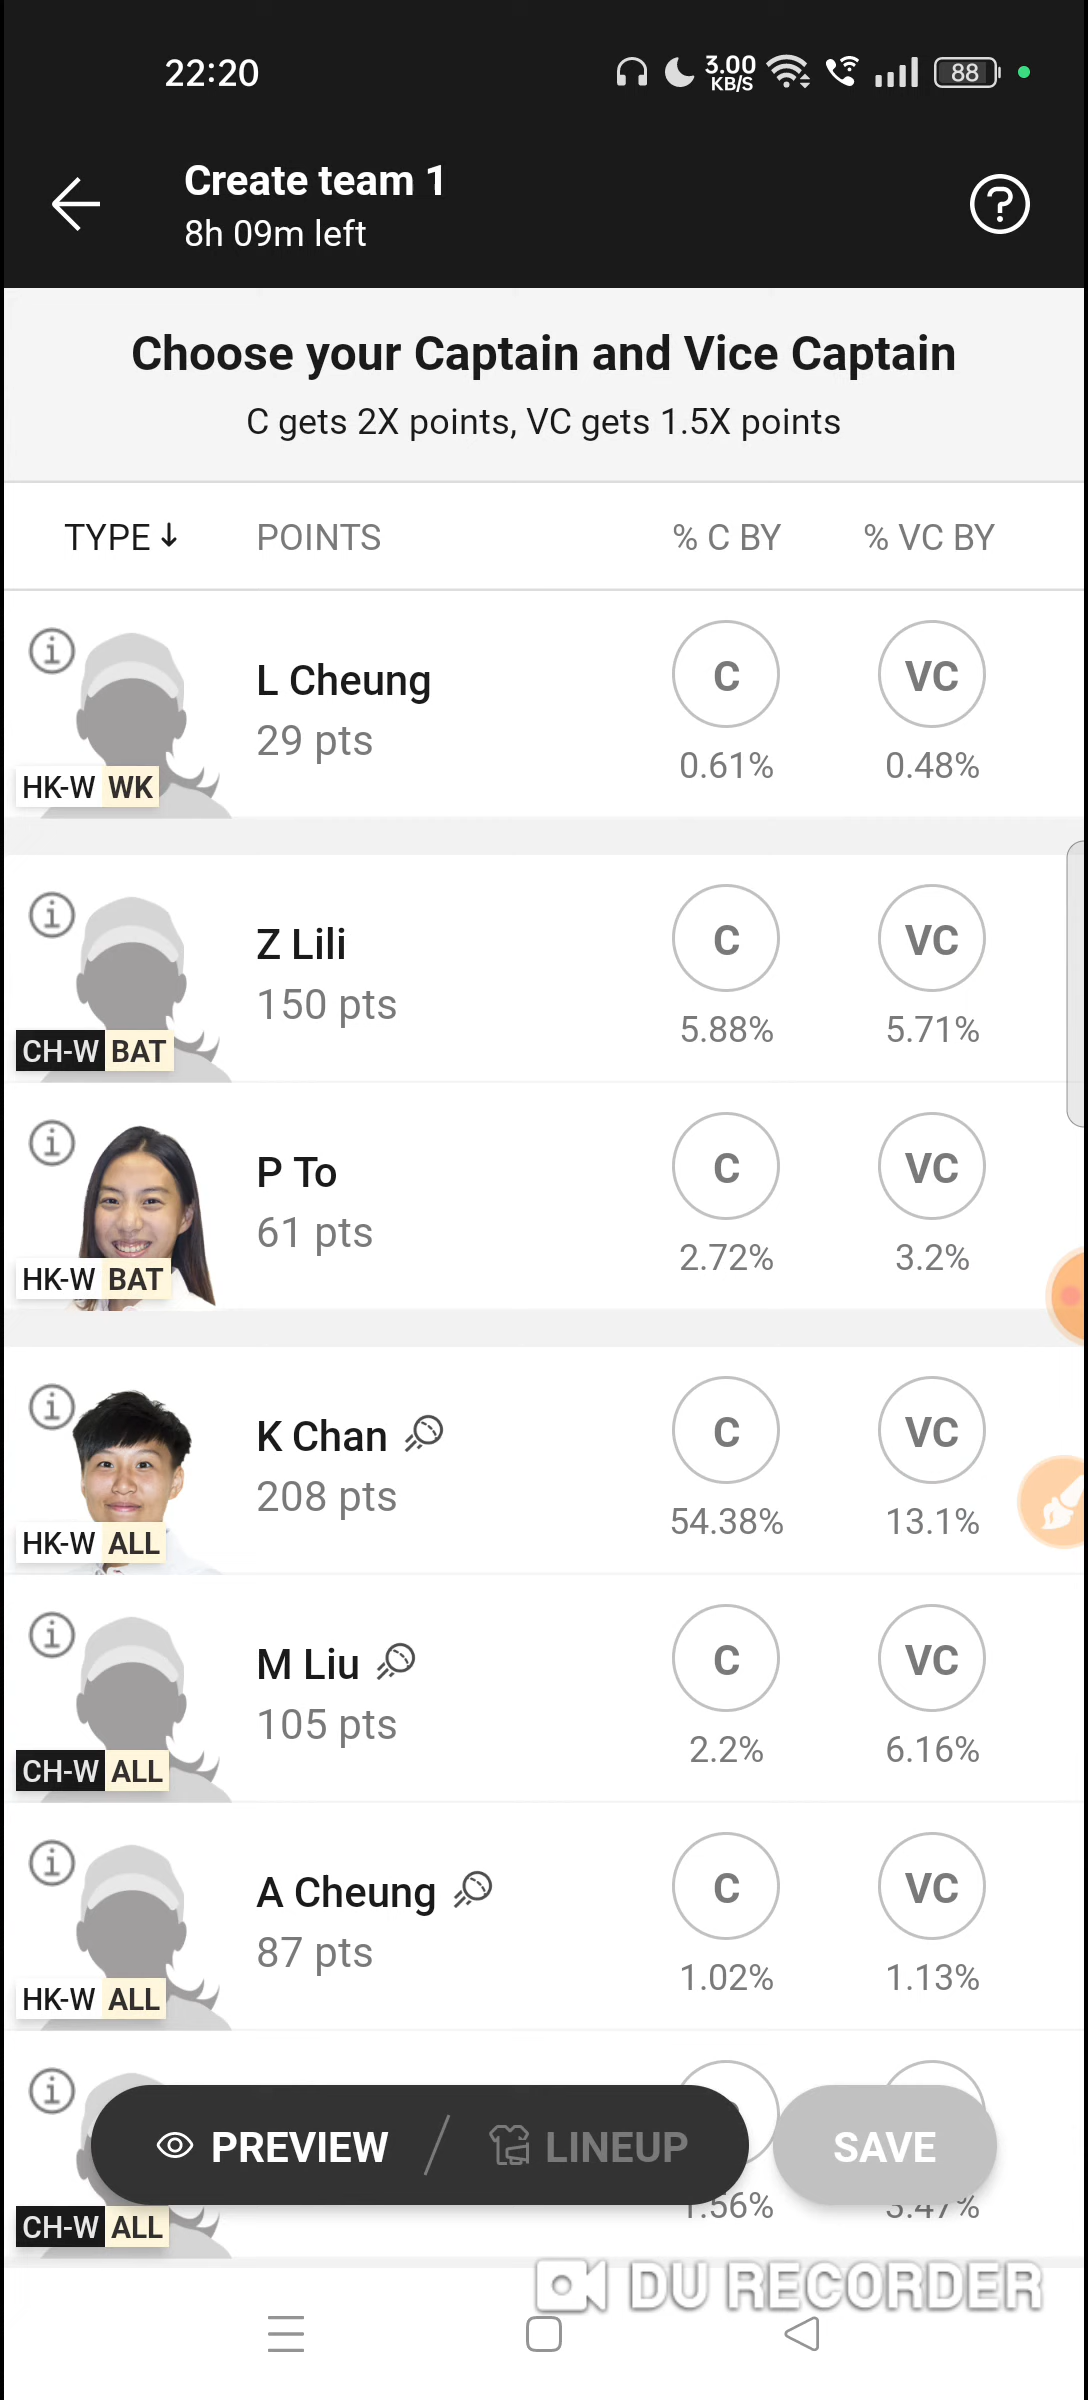 22:20
3.00
KB/S
88
Create team 1
8h 09m left
?
Choose your Captain and Vice Captain
C gets 2X points, VC gets 1.5X points
TYPE ↓ POINTS % C BY % VC BY
i
L Cheung
29 pts
HK-W WK
C VC
0.61% 0.48%
i
Z Lili
150 pts
CH-W BAT
C VC
5.88% 5.71%
i
P To
61 pts
HK-W BAT
C VC
2.72% 3.2%
i
K Chan
208 pts
HK-W ALL
C VC
54.38% 13.1%
i
M Liu
105 pts
CH-W ALL
C VC
2.2% 6.16%
i
A Cheung
87 pts
HK-W ALL
C VC
1.02% 1.13%
i
PREVIEW / LINEUP SAVE
1.56% 3.47%
CH-W ALL
DU RECORDER